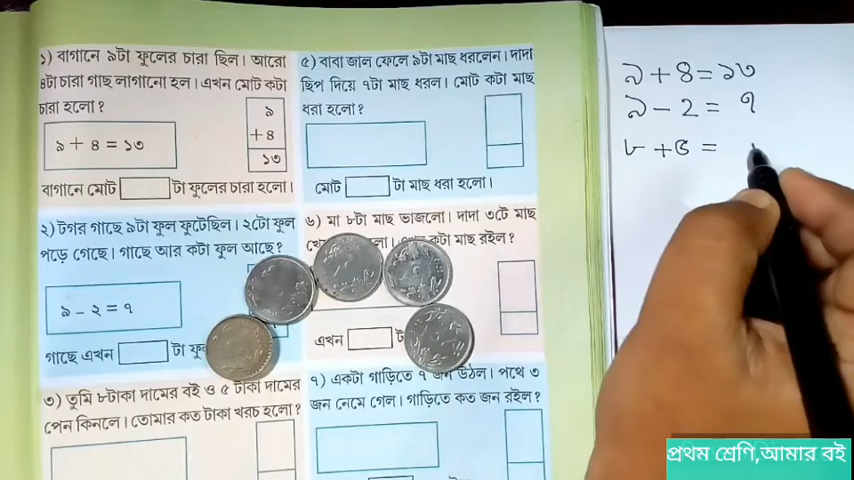 ১) বাগানে ৯টা ফুলের চারা ছিল। আরো
৪টা চারা গাছ লাগানো হল। এখন মোট কটা
চারা হলো?
৯ + ৪ = ১৩
৯
+ ৪
১৩
বাগানে মোট টা ফুলের চারা হলো।
২) টগর গাছে ৯টা ফুল ফুটেছিল। ২টো ফুল
পড়ে গেছে। গাছে আর কটা ফুল আছে?
৯ - ২ = ৭
গাছে এখন টা
৩) তুমি ৮টাকা দামের বই ও ৫ টাকা দামের
পেন কিনলে। তোমার কত টাকা খরচ হলো?
৫) বাবা জাল ফেলে ৯টা মাছ ধরলেন। দাদা
ছিপ দিয়ে ৭টা মাছ ধরল। মোট কটা মাছ
ধরা হলো?
মোট টা মাছ ধরা হলো।
৬) মা ৮টা মাছ ভাজলো। দাদা ৩টে মাছ
কটা মাছ রইল?
এখন
৭) একটা গাড়িতে ৭ জন উঠল। পথে ৩
জন নেমে গেল। গাড়িতে কত জন রইল?
৯ + ৪ = ১৩
৯ - ২ = ৭
৮ + ৫ =
প্রথম শ্রেণি,আমার বই